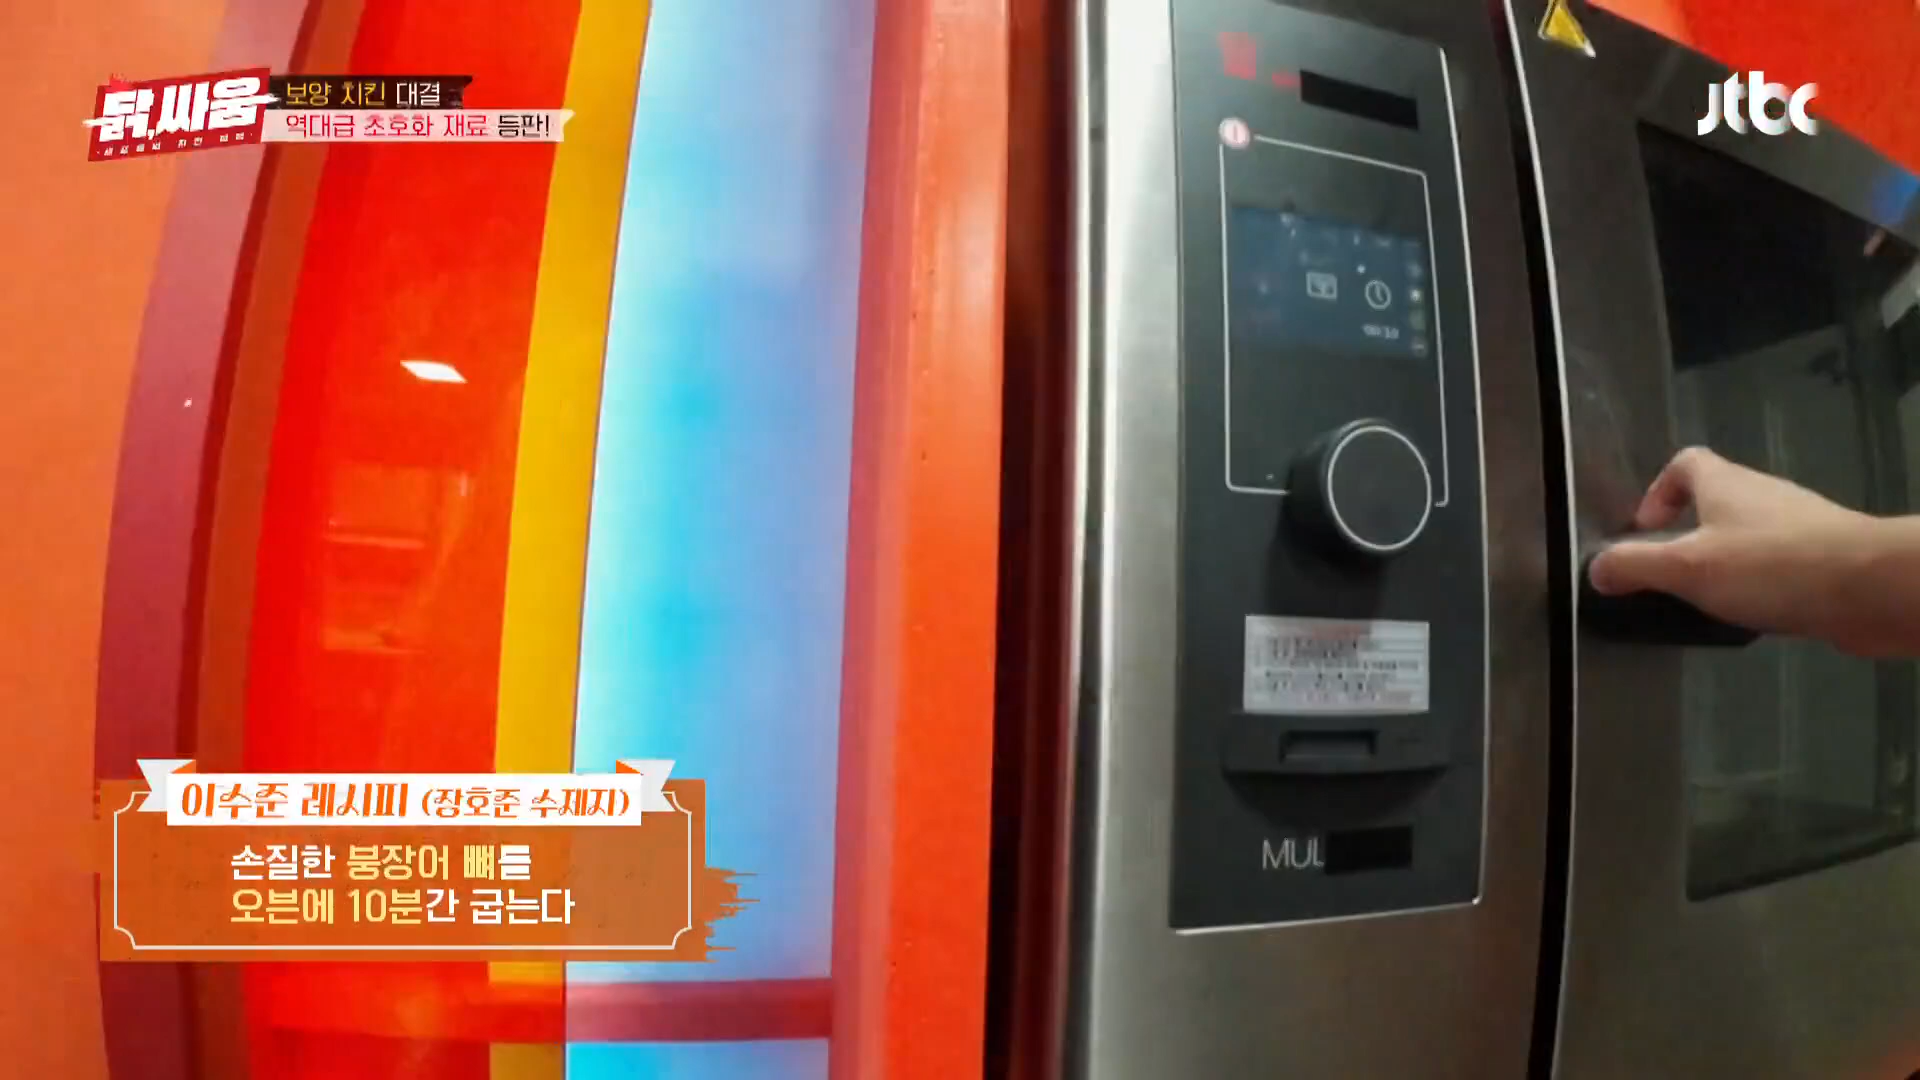 닭,싸움
보양 치킨 대결
역대급 초호화 재료 등판!
jtbc
이수준 레시피 (장호준 수제자)
손질한 붕장어 뼈를
오븐에 10분간 굽는다
00:10
MUL